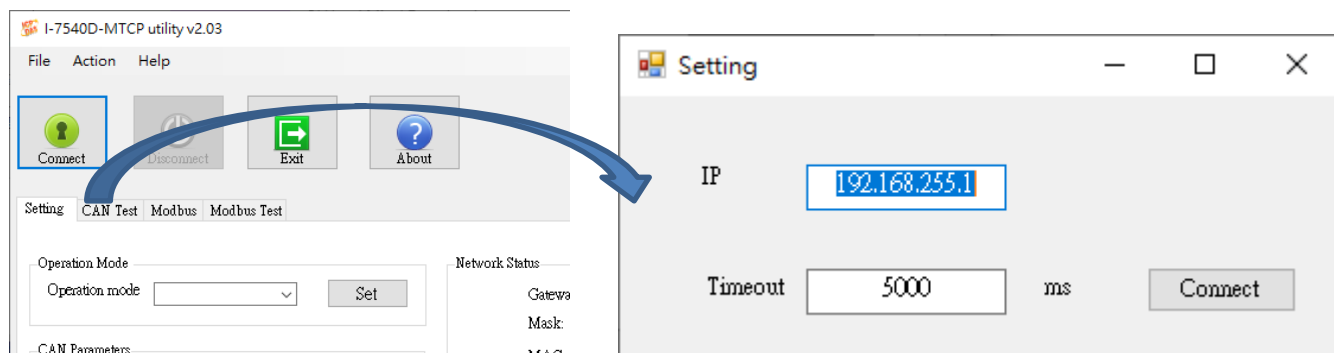 I-7540D-MTCP utility v2.03
File Action Help
Connect Disconnect Exit About
Setting CAN Test Modbus Modbus Test
Operation Mode
Operation mode Set
CAN Parameters
Network Status
Gatewa
Mask:
MAC
Setting
IP 192.168.255.1
Timeout 5000 ms Connect